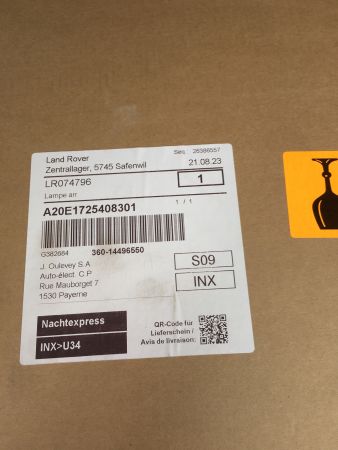 Land Rover
Seq. 26386557
Zentrallager, 5745 Safenwil
21.08.23
LR074796
1
Lampe arr
1 / 1
A20E1725408301
G382664
360-14496550
J. Oulevey S.A
Auto-élect. C.P
Rue Mauborget 7
1530 Payerne
S09
INX
Nachtexpress
INX>U34
QR-Code für
Lieferschein /
Avis de livraison: